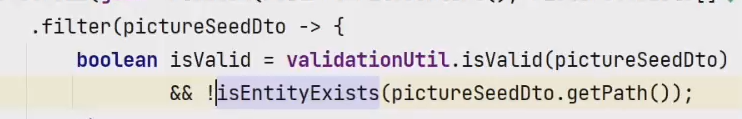 .filter(pictureSeedDto -> {
boolean isValid = validationUtil.isValid(pictureSeedDto)
&& !isEntityExists(pictureSeedDto.getPath());